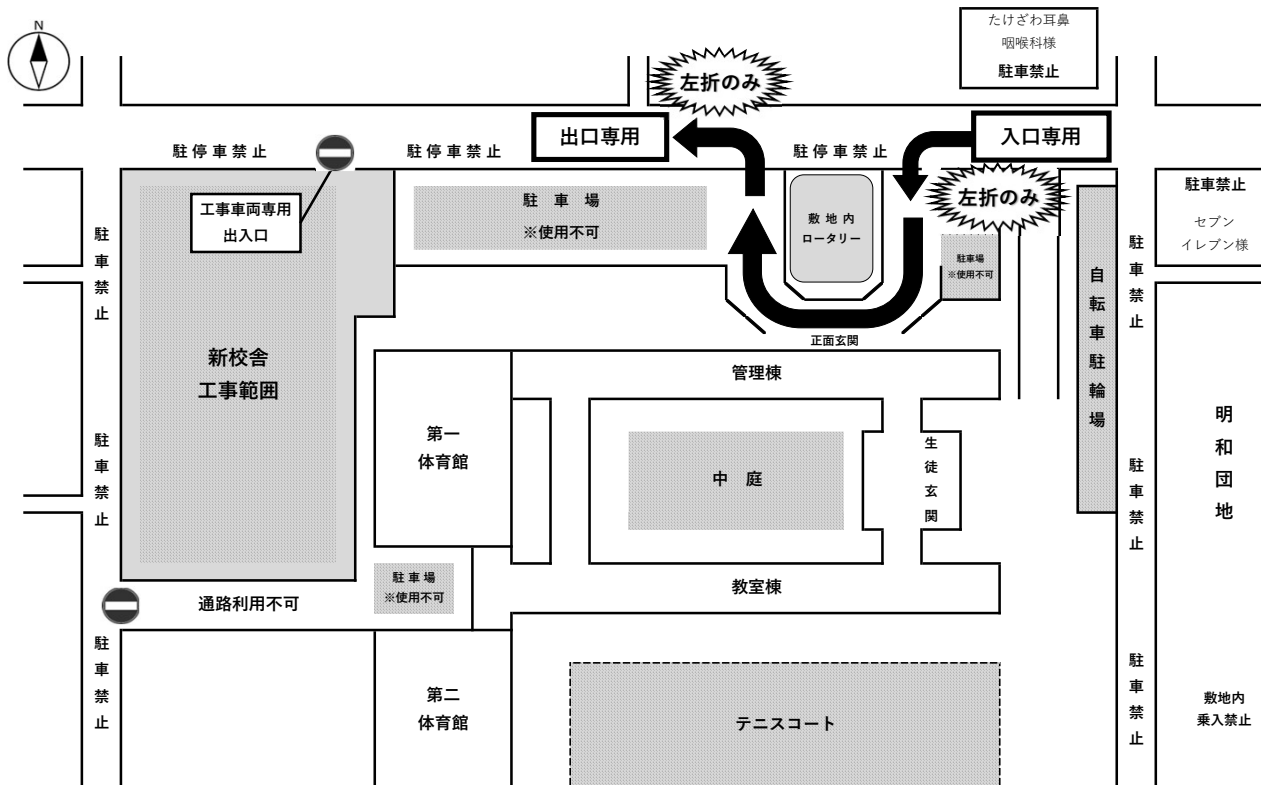 N
たけざわ耳鼻
咽喉科様
駐車禁止
左折のみ
出口専用
入口専用
駐停車禁止
駐停車禁止
駐停車禁止
左折のみ
工事車両専用
出入口
駐車場
※使用不可
敷地内
ロータリー
駐車場
※使用不可
駐車禁止
セブン
イレブン様
駐車禁止
駐車禁止
自転車駐輪場
正面玄関
新校舎
工事範囲
管理棟
第一
体育館
中庭
生徒玄関
明和団地
駐車禁止
駐車禁止
駐車場
※使用不可
教室棟
通路利用不可
駐車禁止
駐車禁止
第二
体育館
テニスコート
敷地内
乗入禁止